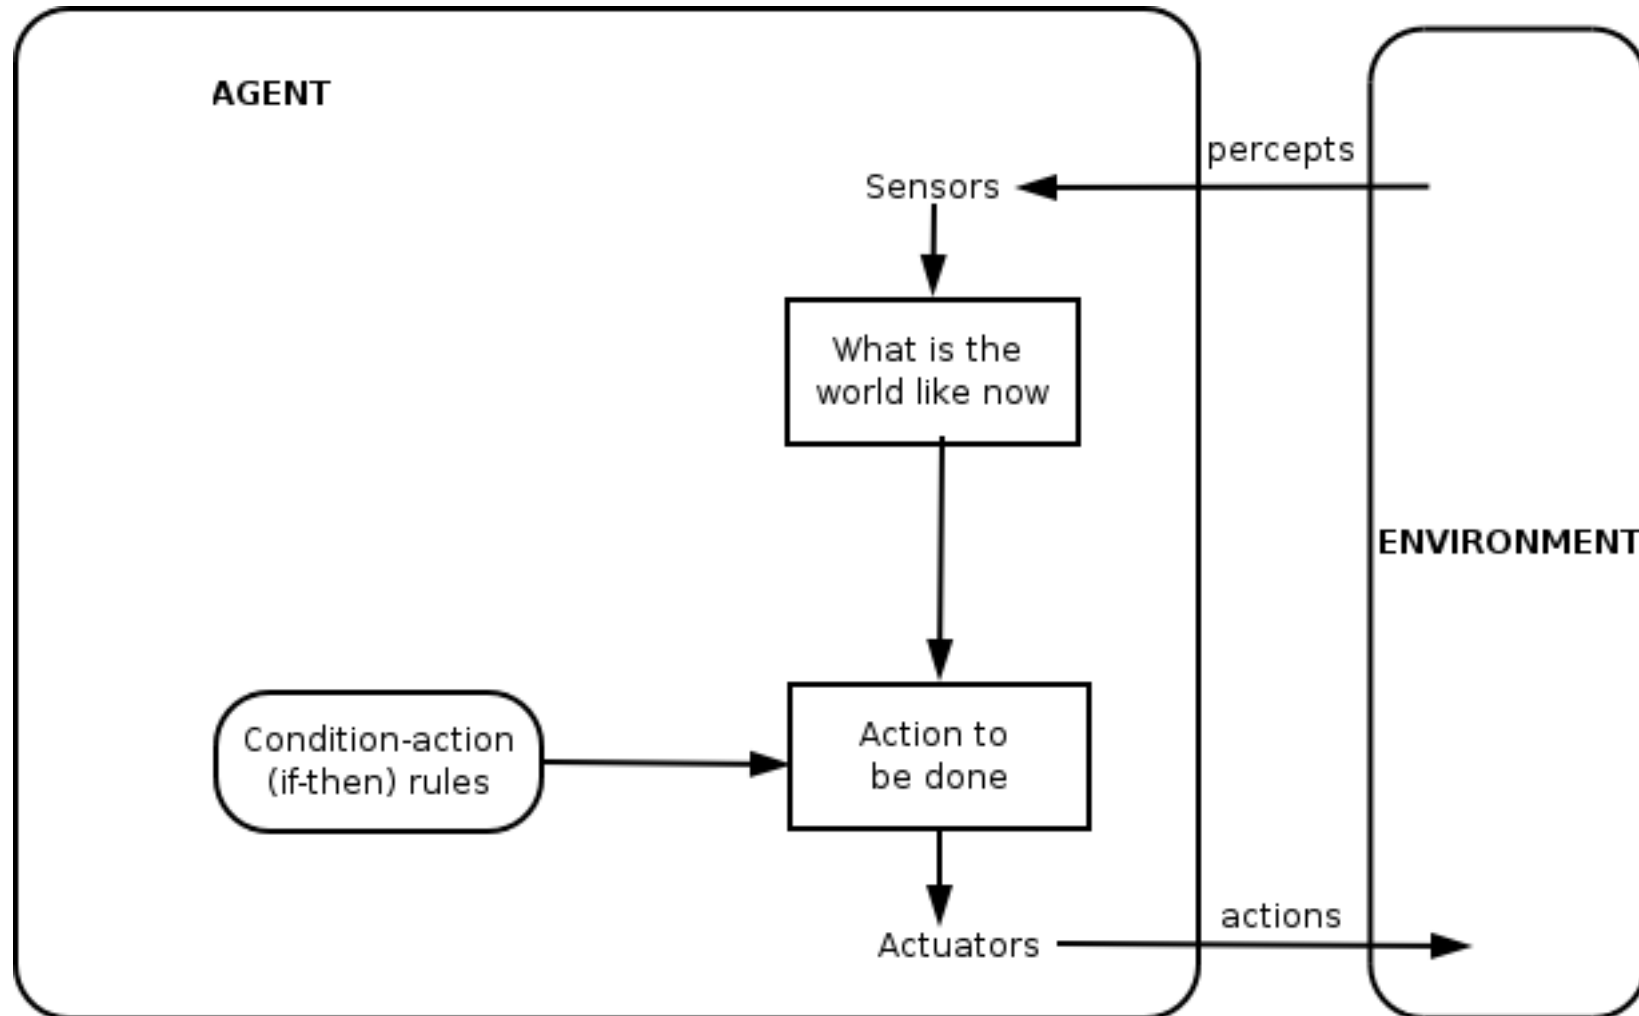 AGENT
percepts
Sensors
What is the
world like now
ENVIRONMENT
Condition-action
(if-then) rules
Action to
be done
actions
Actuators